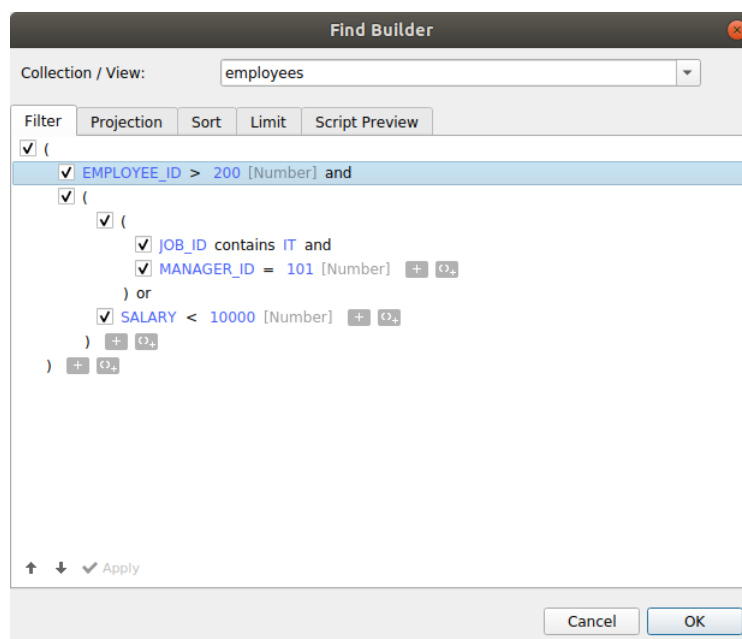 Find Builder
Collection / View: employees
Filter Projection Sort Limit Script Preview
(
EMPLOYEE_ID > 200 [Number] and
(
(
JOB_ID contains IT and
MANAGER_ID = 101 [Number]
) or
SALARY < 10000 [Number]
)
)
Apply
Cancel OK